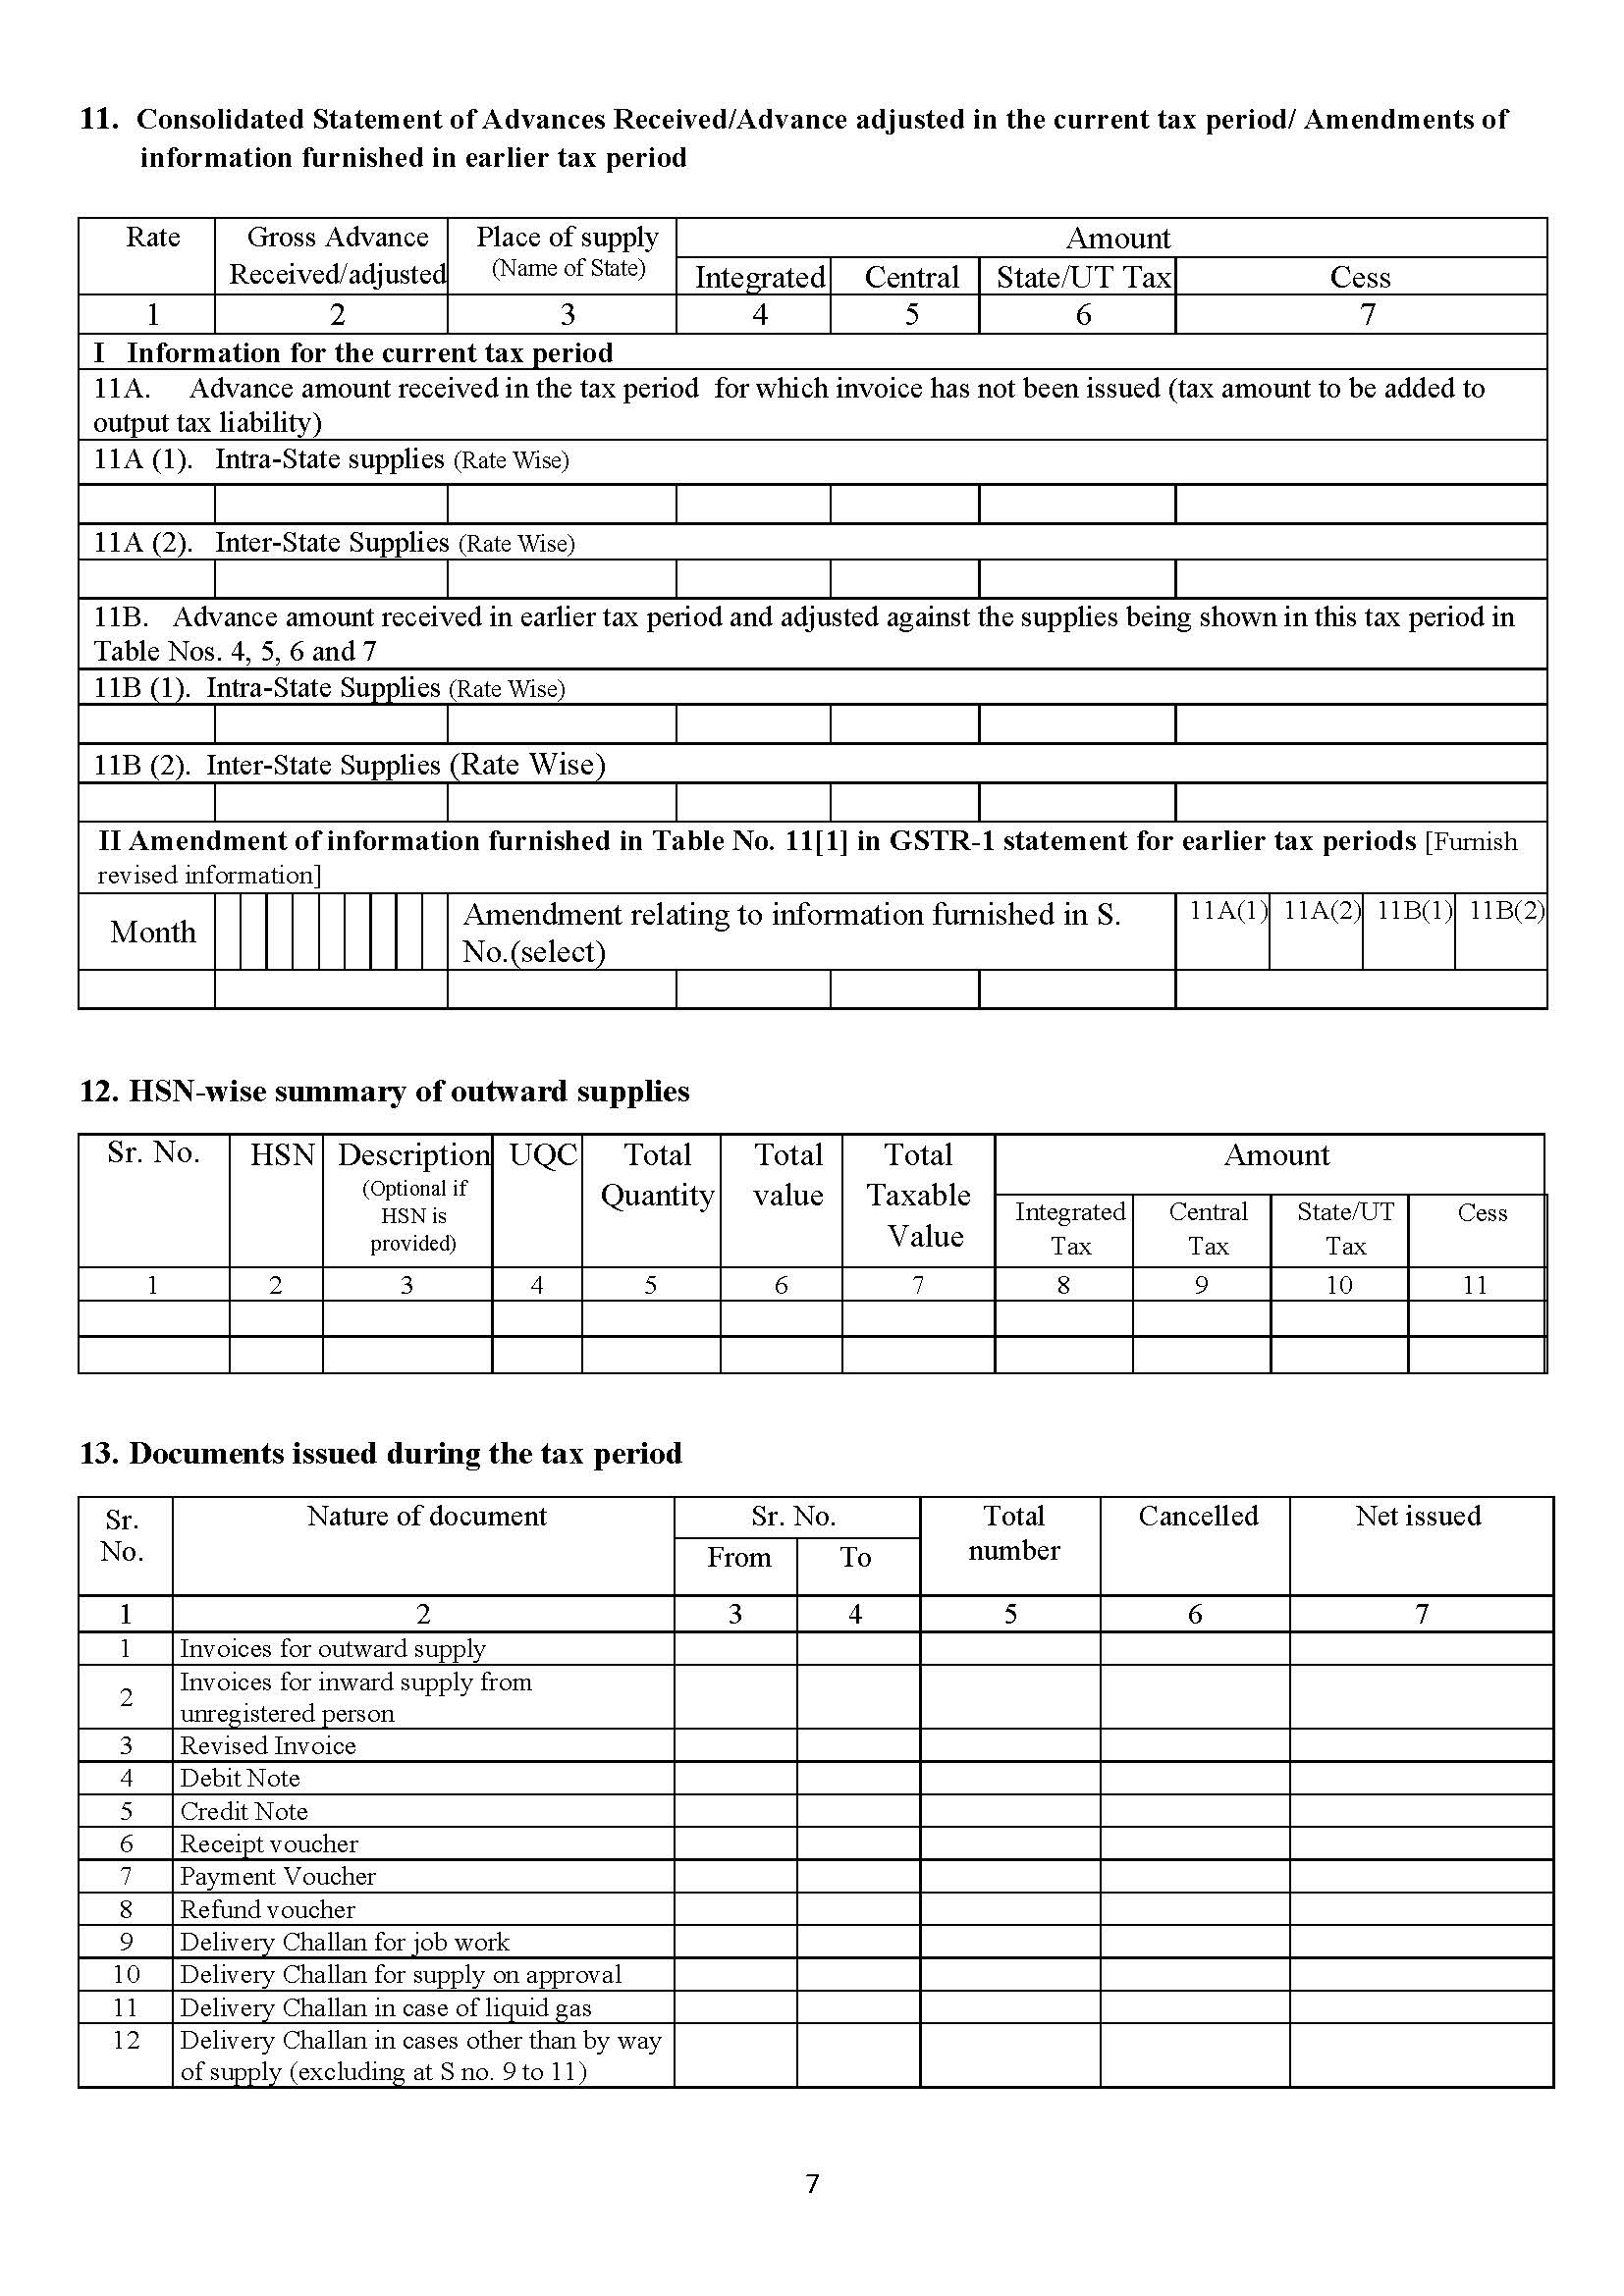 11. Consolidated Statement of Advances Received/Advance adjusted in the current tax period/ Amendments of
information furnished in earlier tax period
Rate Gross Advance Place of supply Amount
Received/adjusted (Name of State) Integrated Central State/UT Tax Cess
1 2 3 4 5 6 7
I Information for the current tax period
11A. Advance amount received in the tax period for which invoice has not been issued (tax amount to be added to
output tax liability)
11A (1). Intra-State supplies (Rate Wise)
11A (2). Inter-State Supplies (Rate Wise)
11B. Advance amount received in earlier tax period and adjusted against the supplies being shown in this tax period in
Table Nos. 4, 5, 6 and 7
11B (1). Intra-State Supplies (Rate Wise)
11B (2). Inter-State Supplies (Rate Wise)
II Amendment of information furnished in Table No. 11[1] in GSTR-1 statement for earlier tax periods [Furnish
revised information]
Month Amendment relating to information furnished in S. 11A(1) 11A(2) 11B(1) 11B(2)
No.(select)
12. HSN-wise summary of outward supplies
Sr. No. HSN Description UQC Total Total Total Amount
(Optional if Quantity value Taxable Integrated Central State/UT Cess
HSN is Value Tax Tax Tax
provided)
1 2 3 4 5 6 7 8 9 10 11
13. Documents issued during the tax period
Sr. Nature of document Sr. No. Total Cancelled Net issued
No. From To number
1 2 3 4 5 6 7
1 Invoices for outward supply
2 Invoices for inward supply from
unregistered person
3 Revised Invoice
4 Debit Note
5 Credit Note
6 Receipt voucher
7 Payment Voucher
8 Refund voucher
9 Delivery Challan for job work
10 Delivery Challan for supply on approval
11 Delivery Challan in case of liquid gas
12 Delivery Challan in cases other than by way
of supply (excluding at S no. 9 to 11)
7